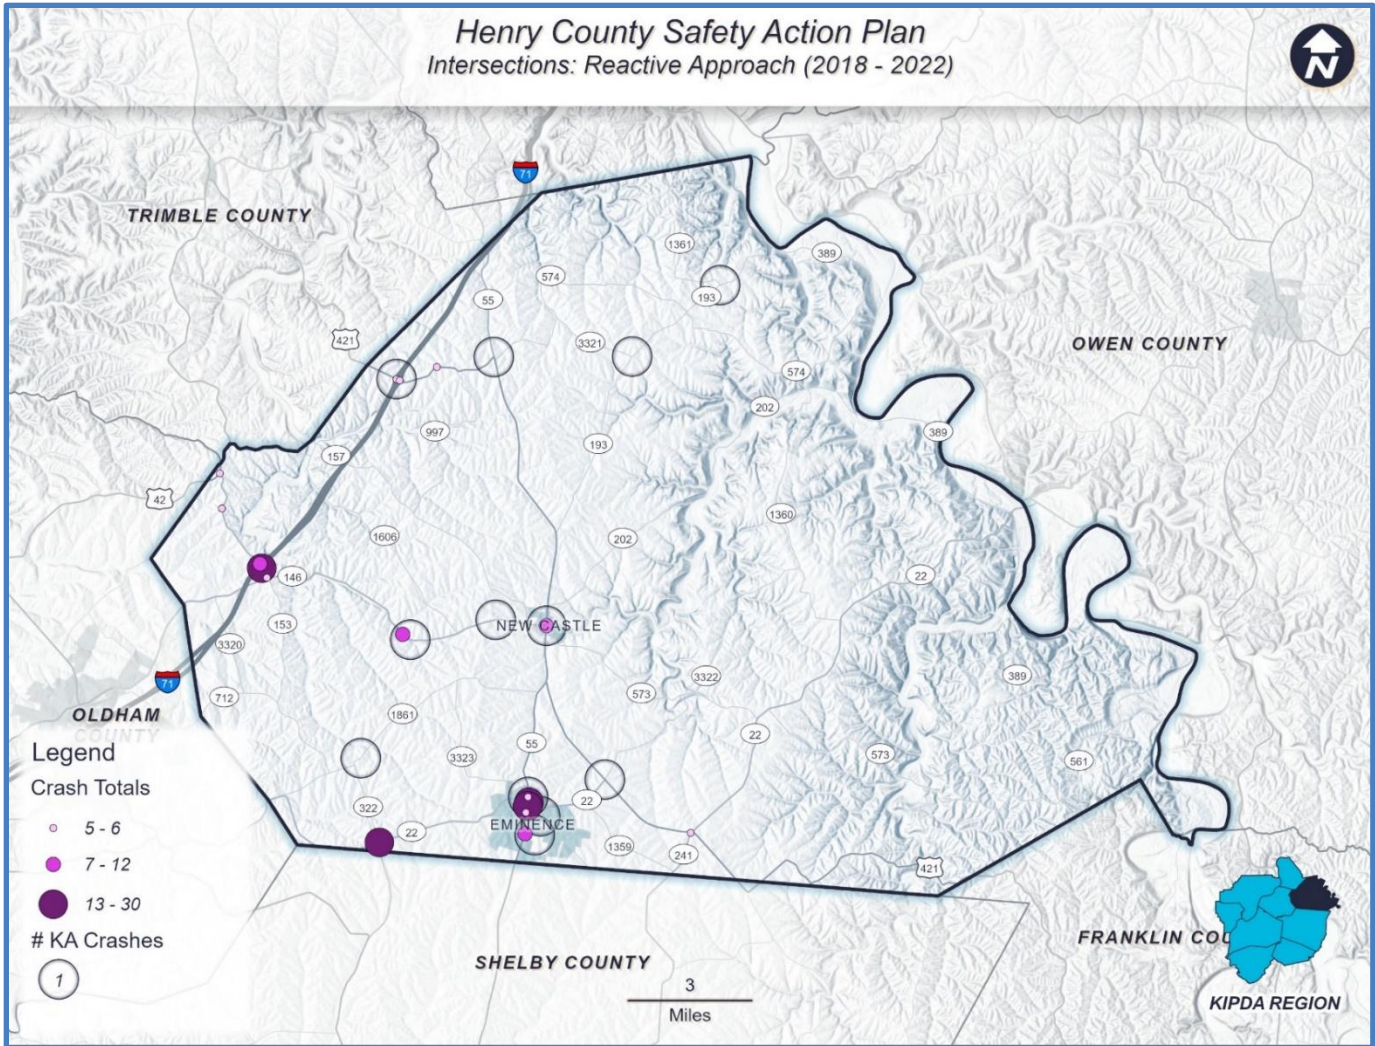 Henry County Safety Action Plan
Intersections: Reactive Approach (2018 - 2022)
N
71
TRIMBLE COUNTY
1361
389
574
193
55
421
3321
OWEN COUNTY
574
202
997
389
193
157
42
1360
1606
202
22
146
NEW CASTLE
153
3320
389
3322
71
573
712
OLDHAM
COUNTY
1861
22
55
573
3323
561
Legend
Crash Totals
5 - 6
7 - 12
13 - 30
# KA Crashes
1
322
22
22
EMINENCE
1359
241
421
SHELBY COUNTY
FRANKLIN COU
3
Miles
KIPDA REGION